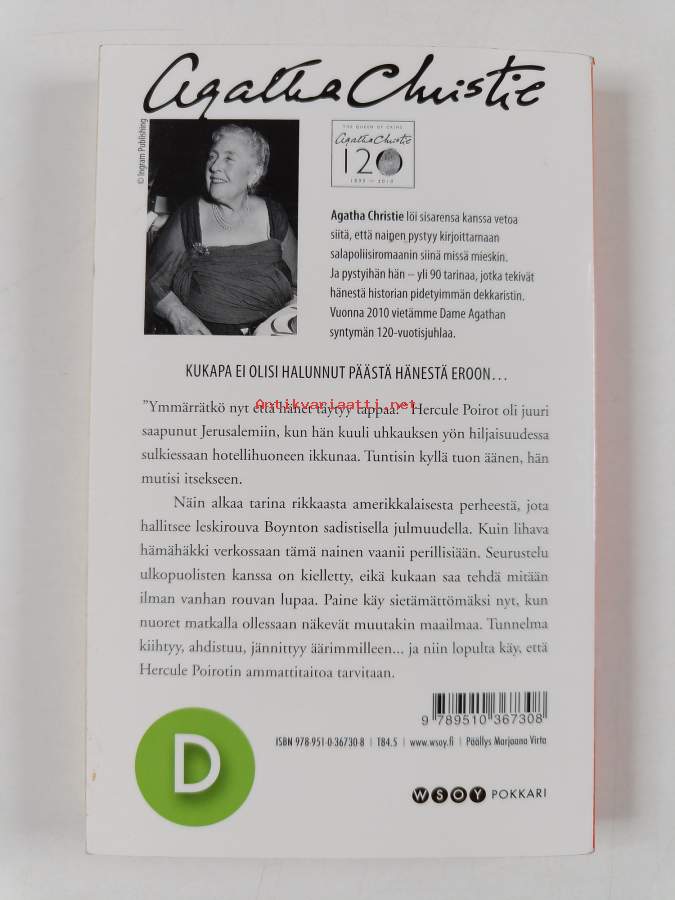 Agatha Christie
© Ingram Publishing
THE QUEEN OF CRIME
Agatha Christie
120
1890 – 2010
Agatha Christie löi sisarensa kanssa vetoa
siitä, että nainen pystyy kirjoittamaan
salapoliisiromaanin siinä missä mieskin.
Ja pystyihän hän – yli 90 tarinaa, jotka tekivät
hänestä historian pidetyimmän dekkaristin.
Vuonna 2010 vietämme Dame Agathan
syntymän 120-vuotisjuhlaa.
KUKAPA EI OLISI HALUNNUT PÄÄSTÄ HÄNESTÄ EROON...
Antikvariaatti.net
”Ymmärrätkö nyt että hänet täytyy tappaa?” Hercule Poirot oli juuri
saapunut Jerusalemiin, kun hän kuuli uhkauksen yön hiljaisuudessa
sulkiessaan hotellihuoneen ikkunaa. Tuntisin kyllä tuon äänen, hän
mutisi itsekseen.
Näin alkaa tarina rikkaasta amerikkalaisesta perheestä, jota
hallitsee leskirouva Boynton sadistisella julmuudella. Kuin lihava
hämähäkki verkossaan tämä nainen vaanii perillisiään. Seurustelu
ulkopuolisten kanssa on kielletty, eikä kukaan saa tehdä mitään
ilman vanhan rouvan lupaa. Paine käy sietämättömäksi nyt, kun
nuoret matkalla ollessaan näkevät muutakin maailmaa. Tunnelma
kiihtyy, ahdistuu, jännittyy äärimmilleen... ja niin lopulta käy, että
Hercule Poirotin ammattitaitoa tarvitaan.
9 789510 367308
D
ISBN 978-951-0-36730-8 | T84.5 | www.wsoy.fi | Päällys Marjaana Virta
WSOY POKKARI